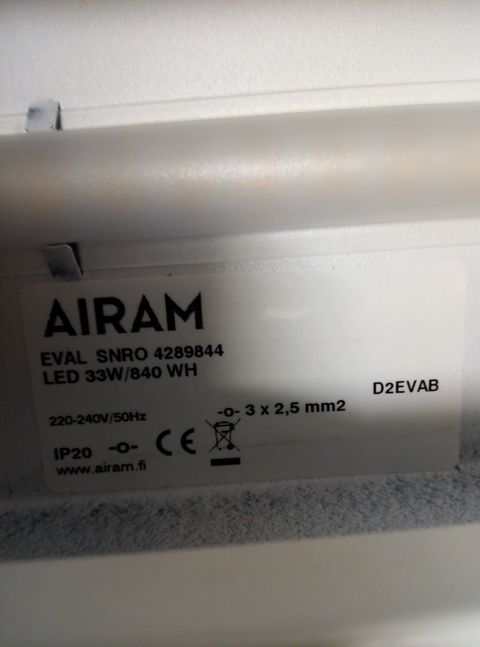 AIRAM
EVAL SNRO 4289844
LED 33W/840 WH
D2EVAB
220-240V/50Hz
-o- 3 x 2,5 mm2
IP20 -o- CE
www.airam.fi